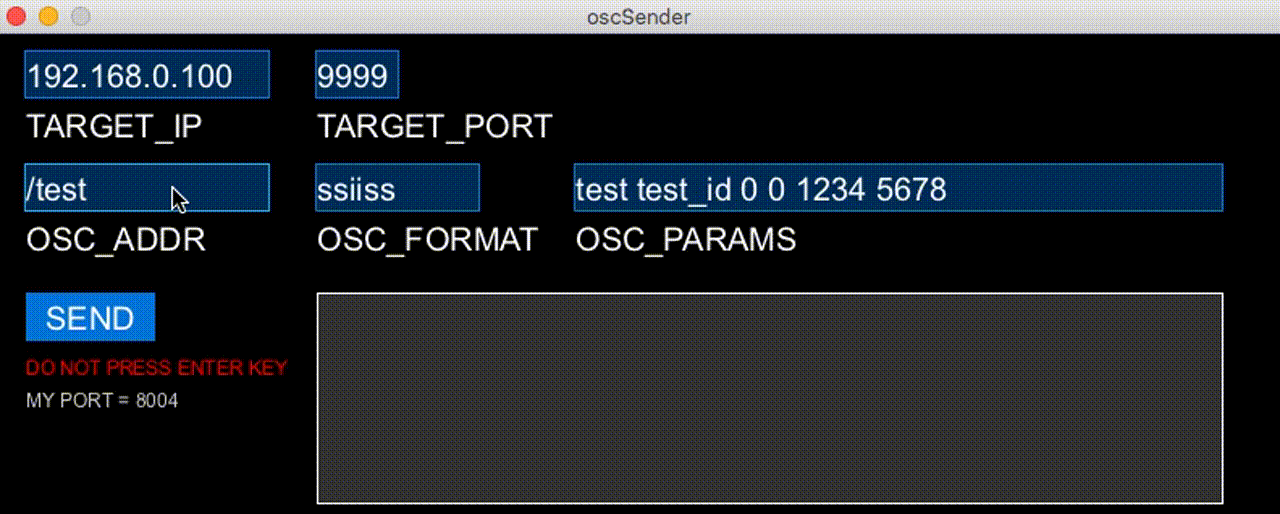 oscSender
192.168.0.100 9999
TARGET_IP TARGET_PORT
/test ssiiss test test_id 0 0 1234 5678
OSC_ADDR OSC_FORMAT OSC_PARAMS
SEND
DO NOT PRESS ENTER KEY
MY PORT = 8004